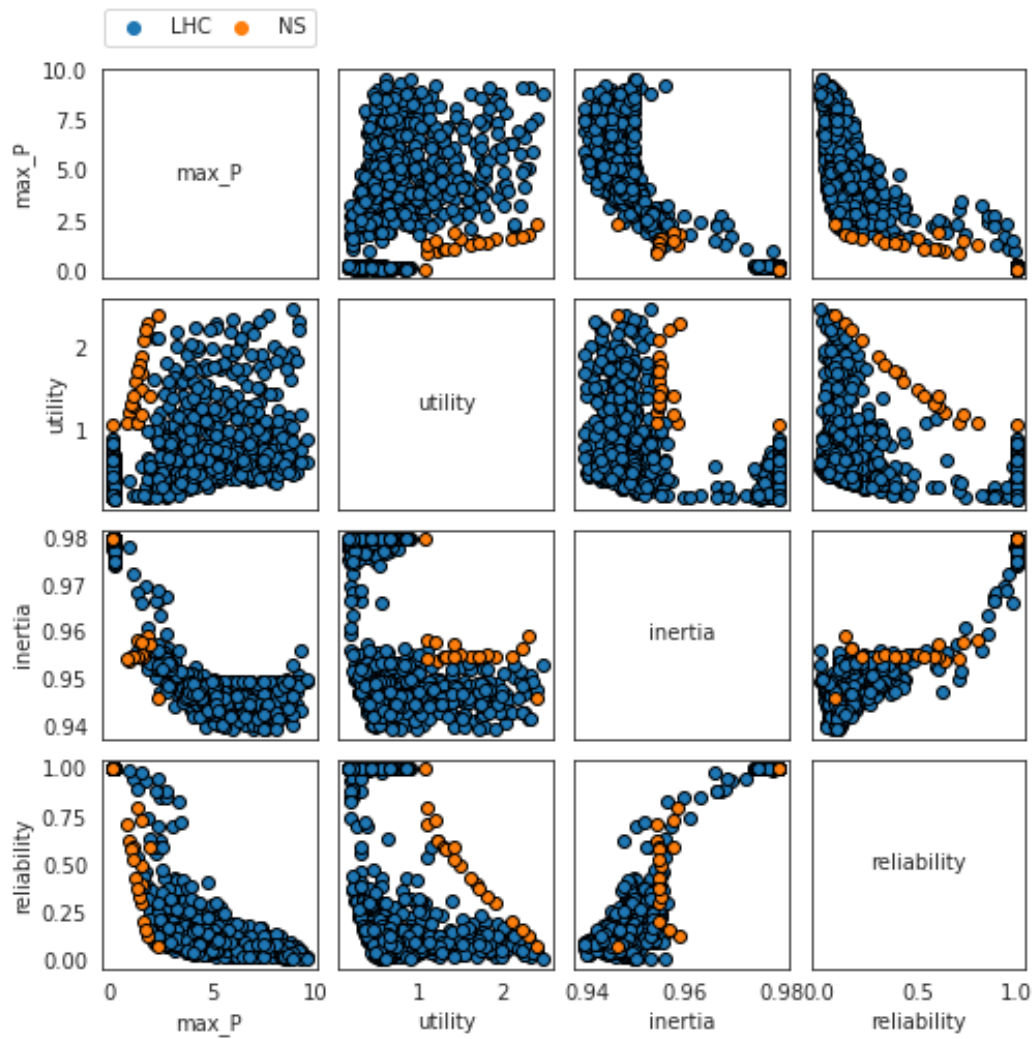 LHC NS
10.0
7.5
5.0
2.5
0.0
max_P
max_P
2
1
utility
utility
0.98
0.97
0.96
0.95
0.94
inertia
inertia
1.00
0.75
0.50
0.25
0.00
reliability
reliability
0 5 10 1 2 0.94 0.96 0.98 0.0 0.5 1.0
max_P utility inertia reliability